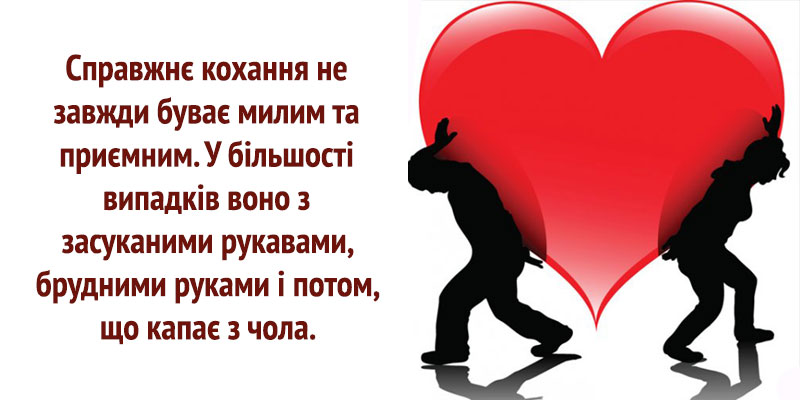 Справжнє кохання не
завжди буває милим та
приємним. У більшості
випадків воно з
засуканими рукавами,
брудними руками і потом,
що капає з чола.